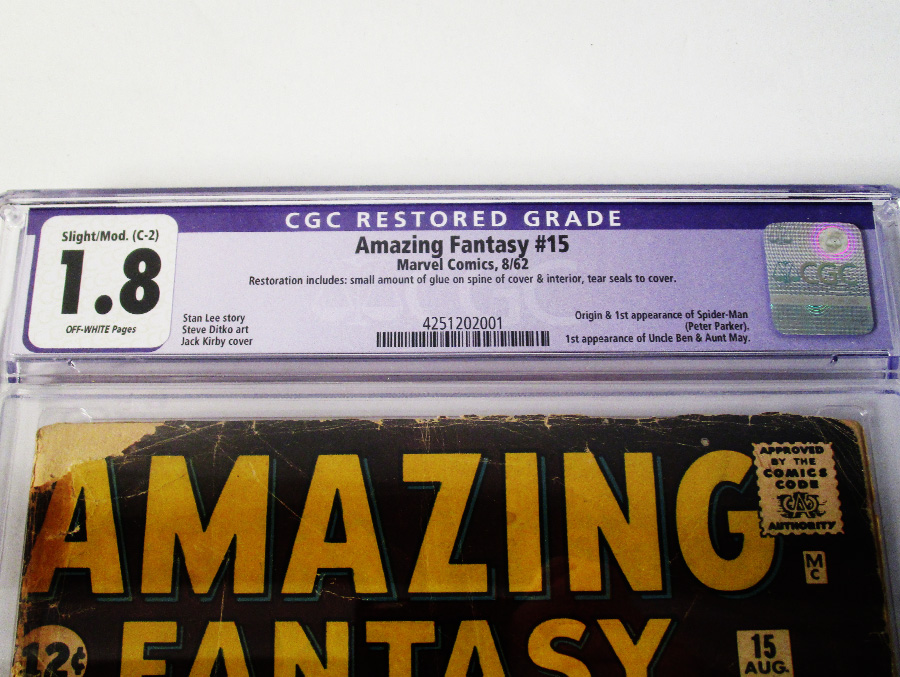 CGC RESTORED GRADE
Slight/Mod. (C-2)
1.8
OFF-WHITE Pages
Amazing Fantasy #15
Marvel Comics, 8/62
Restoration includes: small amount of glue on spine of cover & interior, tear seals to cover.
Stan Lee story
Steve Ditko art
Jack Kirby cover
4251202001
Origin & 1st appearance of Spider-Man
(Peter Parker).
1st appearance of Uncle Ben & Aunt May.
CGC
AMAZING
FANTASY
APPROVED
BY THE
COMICS
CODE
AUTHORITY
M
C
12¢
15
AUG.